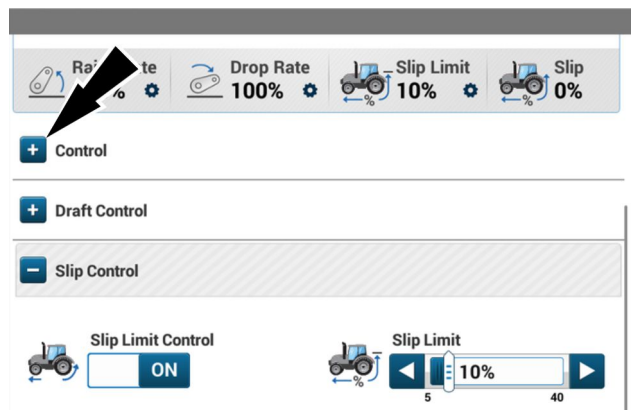 Drop Rate
100%
Slip Limit
10%
Slip
0%
Control
Draft Control
Slip Control
Slip Limit Control
ON
Slip Limit
10%
5
40